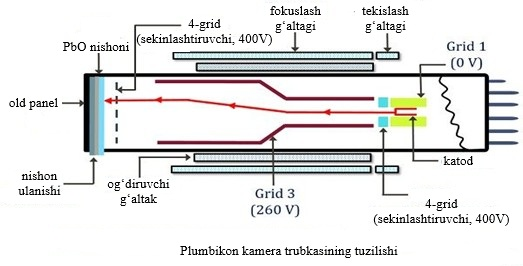 fokuslash
g‘altagi
tekislash
g‘altagi
4-grid
(sekinlashtiruvchi, 400V)
PbO nishoni
Grid 1
(0 V)
old panel
katod
nishon
ulanishi
og‘diruvchi
g‘altak
Grid 3
(260 V)
4-grid
(sekinlashtiruvchi, 400V)
Plumbikon kamera trubkasining tuzilishi